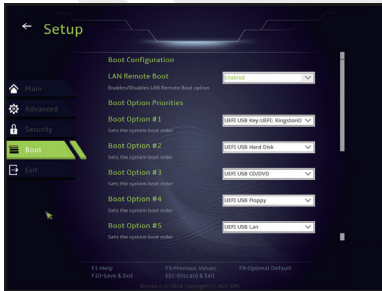 ← Setup
Boot Configuration
LAN Remote Boot
Enabled
Enables/Disables LAN Remote Boot option
Boot Option Priorities
Boot Option #1
UEFI USB Key:UEFI: KingstonD
Sets the system boot order
Boot Option #2
UEFI USB Hard Disk
Sets the system boot order
Boot Option #3
UEFI USB CD/DVD
Sets the system boot order
Boot Option #4
UEFI USB Floppy
Sets the system boot order
Boot Option #5
UEFI USB Lan
Sets the system boot order
Main
Advanced
Security
Boot
Exit
F1-Help
F3-Previous Values
F9-Optimal Default
F10-Save & Exit
ESC-Discard & Exit
Copyright (C) 2022 AMI